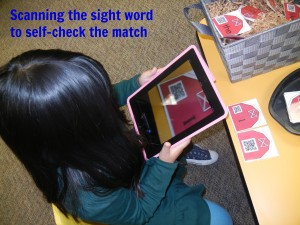 Scanning the sight word
to self-check the match